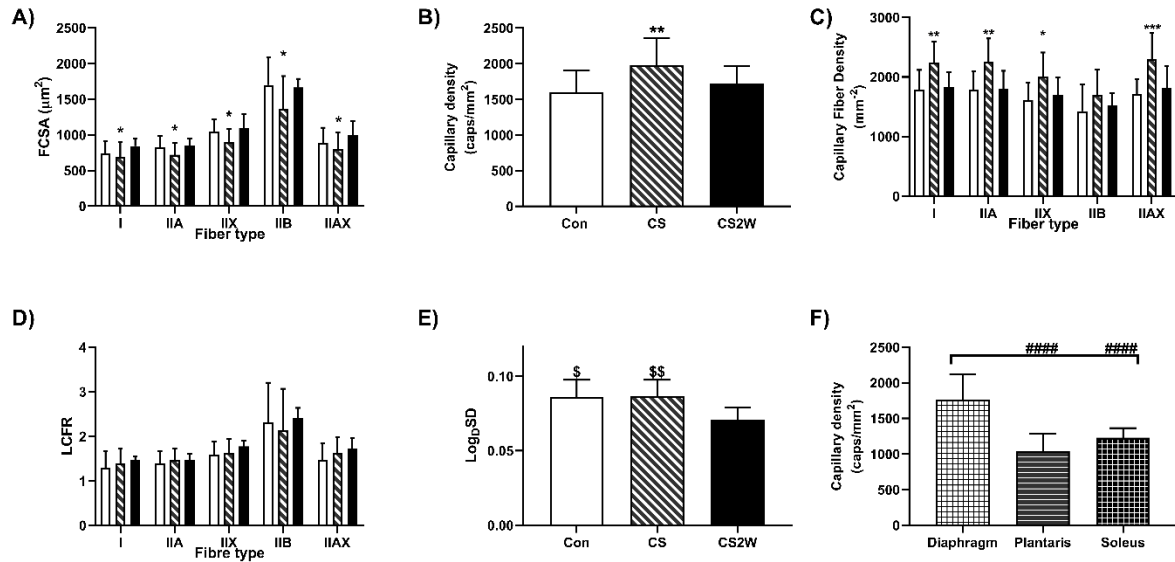 A)
FCSA (μm²)
2500
2000
1500
1000
500
0
*
*
*
*
*
I
IIA
IIX
IIB
IIAX
Fiber type
B)
Capillary density
(caps/mm²)
2500
2000
1500
1000
500
0
**
Con
CS
CS2W
C)
Capillary Fiber Density
(mm⁻²)
3000
2000
1000
0
**
**
*
***
I
IIA
IIX
IIB
IIAX
Fiber type
D)
LCFR
4
3
2
1
0
I
IIA
IIX
IIB
IIAX
Fibre type
E)
Log_DSD
0.10
0.05
0.00
$
$$
Con
CS
CS2W
F)
Capillary density
(caps/mm²)
2500
2000
1500
1000
500
0
####
####
Diaphragm
Plantaris
Soleus